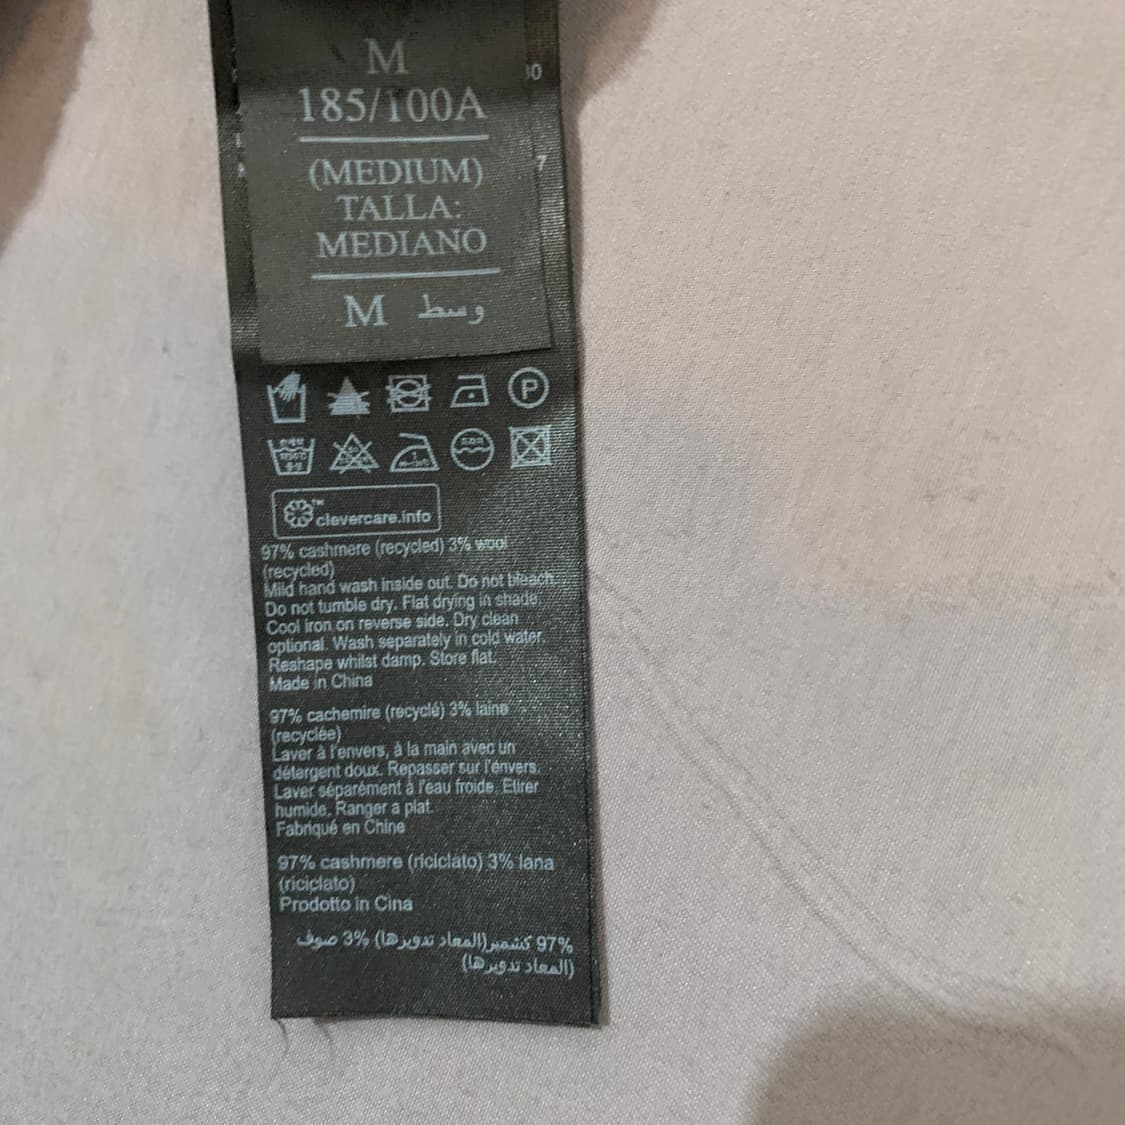 M
185/100A
(MEDIUM)
TALLA:
MEDIANO
M وسط
30
7
P
clevercare.info
97% cashmere (recycled) 3% wool
(recycled)
Mild hand wash inside out. Do not bleach.
Do not tumble dry. Flat drying in shade.
Cool iron on reverse side. Dry clean
optional. Wash separately in cold water.
Reshape whilst damp. Store flat.
Made in China
97% cachemire (recyclé) 3% laine
(recyclée)
Laver à l'envers, à la main avec un
détergent doux. Repasser sur l'envers.
Laver séparément à l'eau froide. Etirer
humide. Ranger a plat.
Fabriqué en Chine
97% cashmere (riciclato) 3% lana
(riciclato)
Prodotto in Cina
97% كشمير(المعاد تدويرها) 3% صوف
(المعاد تدويرها)